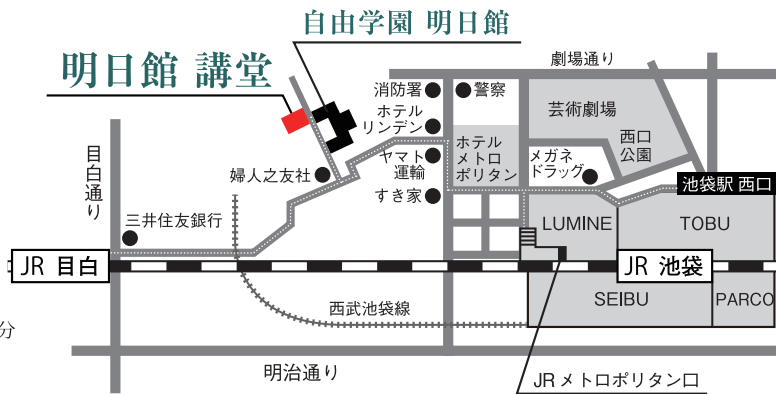 自由学園 明日館
明日館 講堂
劇場通り
消防署
警察
芸術劇場
ホテル
リンデン
西口
公園
ホテル
メトロ
ポリタン
目白通り
ヤマト
運輸
メガネ
ドラッグ
婦人之友社
すき家
池袋駅 西口
三井住友銀行
LUMINE
TOBU
JR 目白
JR 池袋
西武池袋線
SEIBU
PARCO
分
明治通り
JR メトロポリタン口